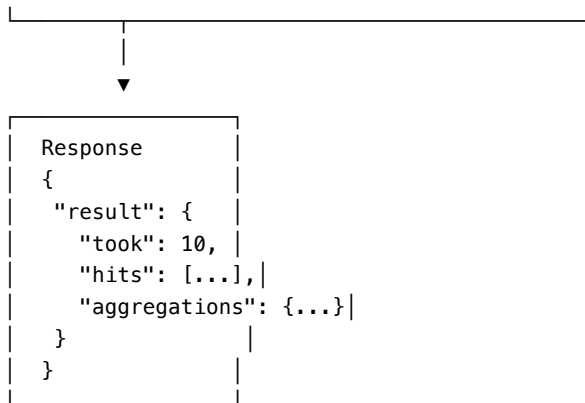 Response
{
"result": {
"took": 10,
"hits": [...],
"aggregations": {...}
}
}